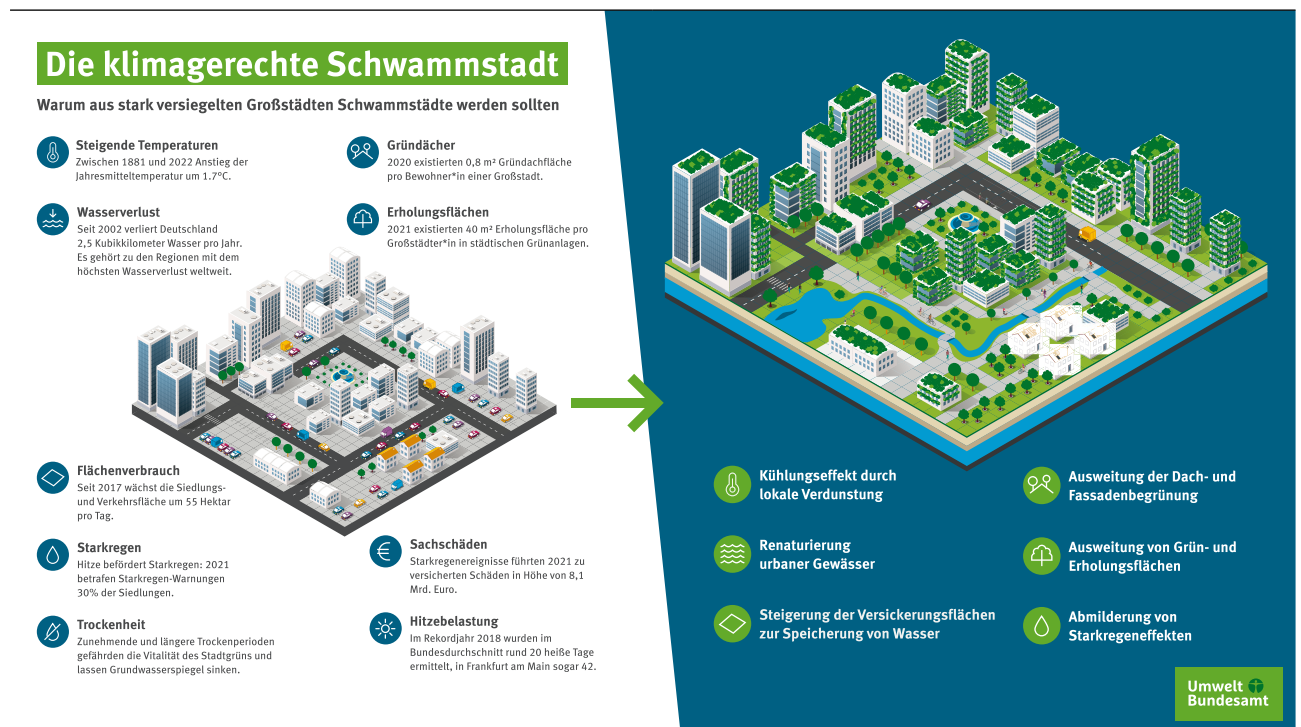 Die klimagerechte Schwammstadt
Warum aus stark versiegelten Großstädten Schwammstädte werden sollten
Steigende Temperaturen
Zwischen 1881 und 2022 Anstieg der
Jahresmitteltemperatur um 1.7°C.
Gründächer
2020 existierten 0,8 m² Gründachfläche
pro Bewohner*in einer Großstadt.
Wasserverlust
Seit 2002 verliert Deutschland
2,5 Kubikkilometer Wasser pro Jahr.
Es gehört zu den Regionen mit dem
höchsten Wasserverlust weltweit.
Erholungsflächen
2021 existierten 40 m² Erholungsfläche pro
Großstädter*in in städtischen Grünanlagen.
Flächenverbrauch
Seit 2017 wächst die Siedlungs-
und Verkehrsfläche um 55 Hektar
pro Tag.
Starkregen
Hitze befördert Starkregen: 2021
betrafen Starkregen-Warnungen
30% der Siedlungen.
Trockenheit
Zunehmende und längere Trockenperioden
gefährden die Vitalität des Stadtgrüns und
lassen Grundwasserspiegel sinken.
Sachschäden
Starkregenereignisse führten 2021 zu
versicherten Schäden in Höhe von 8,1
Mrd. Euro.
Hitzebelastung
Im Rekordjahr 2018 wurden im
Bundesdurchschnitt rund 20 heiße Tage
ermittelt, in Frankfurt am Main sogar 42.
Kühlungseffekt durch
lokale Verdunstung
Renaturierung
urbaner Gewässer
Steigerung der Versickerungsflächen
zur Speicherung von Wasser
Ausweitung der Dach- und
Fassadenbegrünung
Ausweitung von Grün- und
Erholungsflächen
Abmilderung von
Starkregeneffekten
Umwelt
Bundesamt